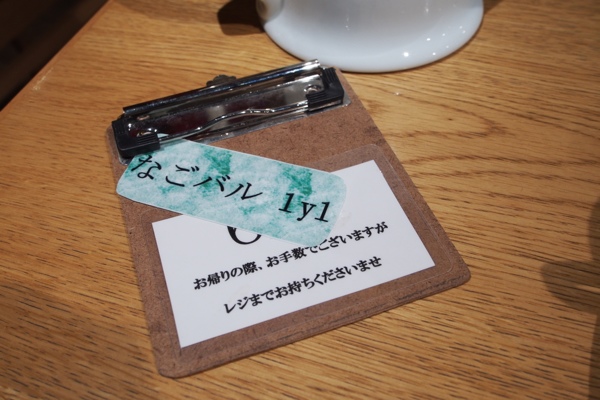 なごバル 1y1
お帰りの際、お手数でございますが
レジまでお持ちくださいませ